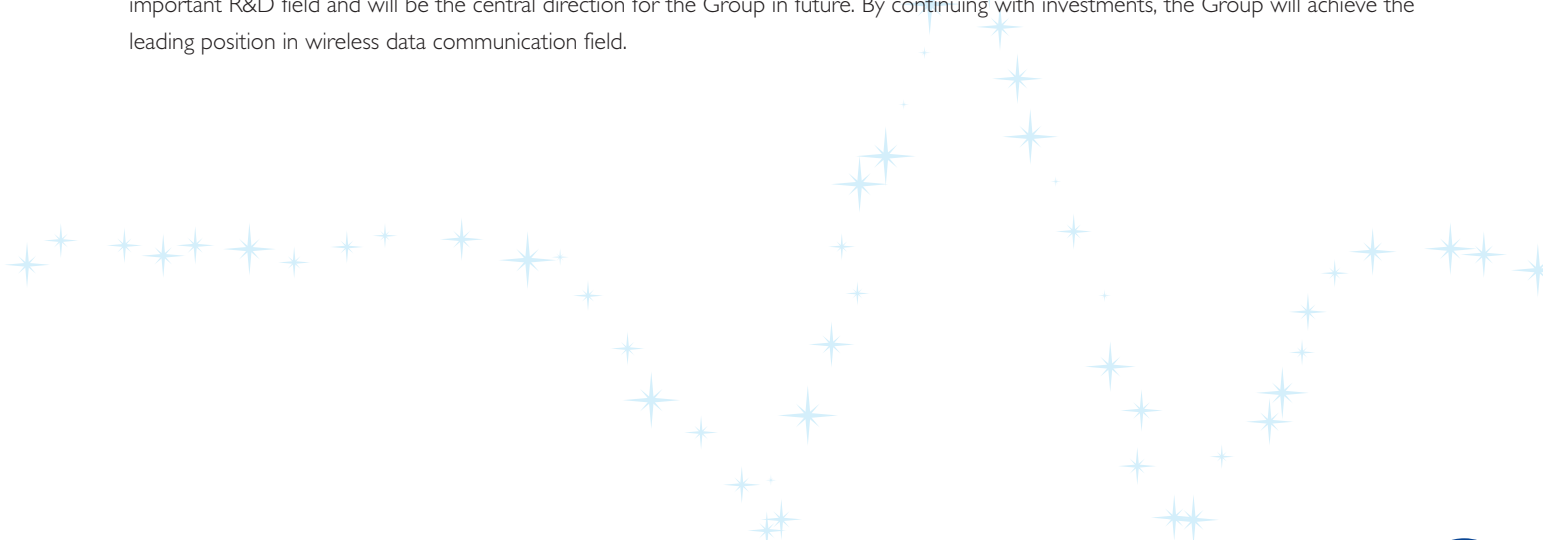 important R&D field and will be the central direction for the Group in future. By continuing with investments, the Group will achieve the
leading position in wireless data communication field.